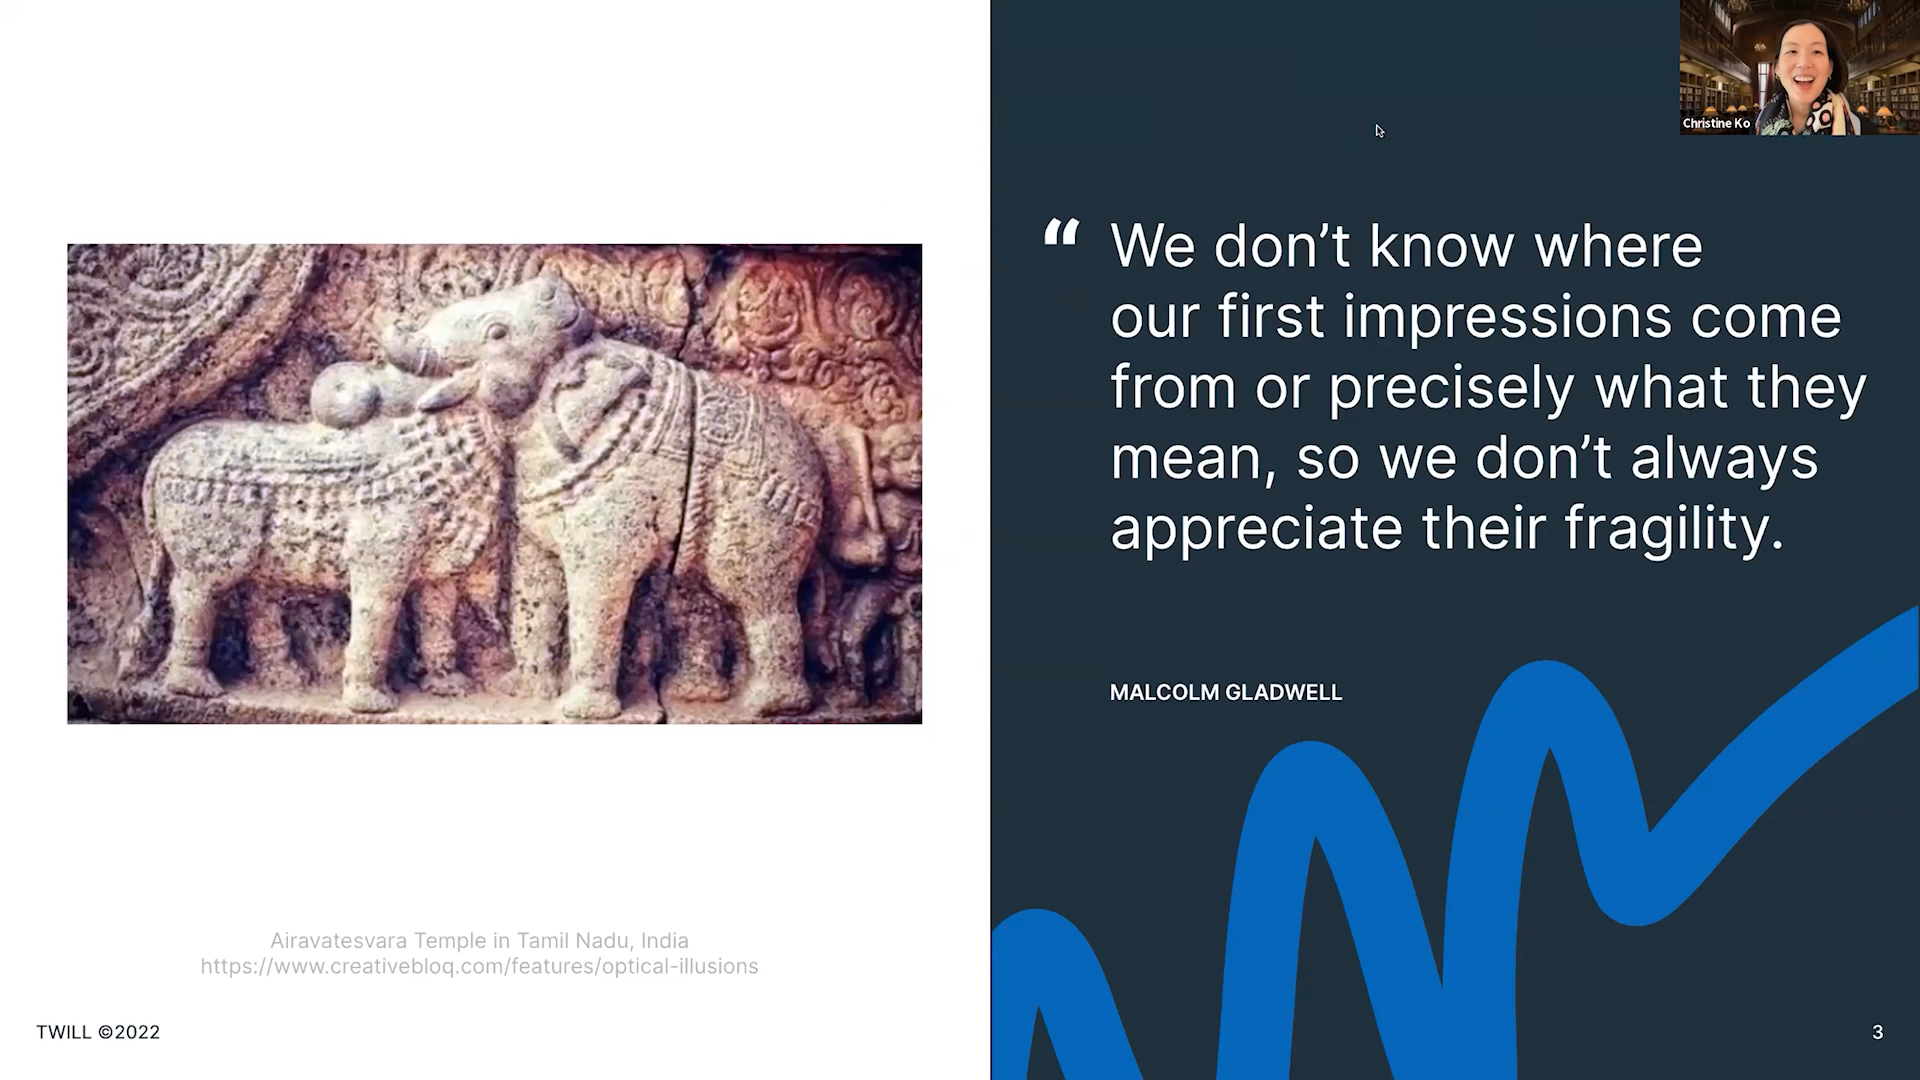 Christine Ko
“ We don’t know where
our first impressions come
from or precisely what they
mean, so we don’t always
appreciate their fragility.
MALCOLM GLADWELL
Airavatesvara Temple in Tamil Nadu, India
https://www.creativebloq.com/features/optical-illusions
TWILL ©2022
3